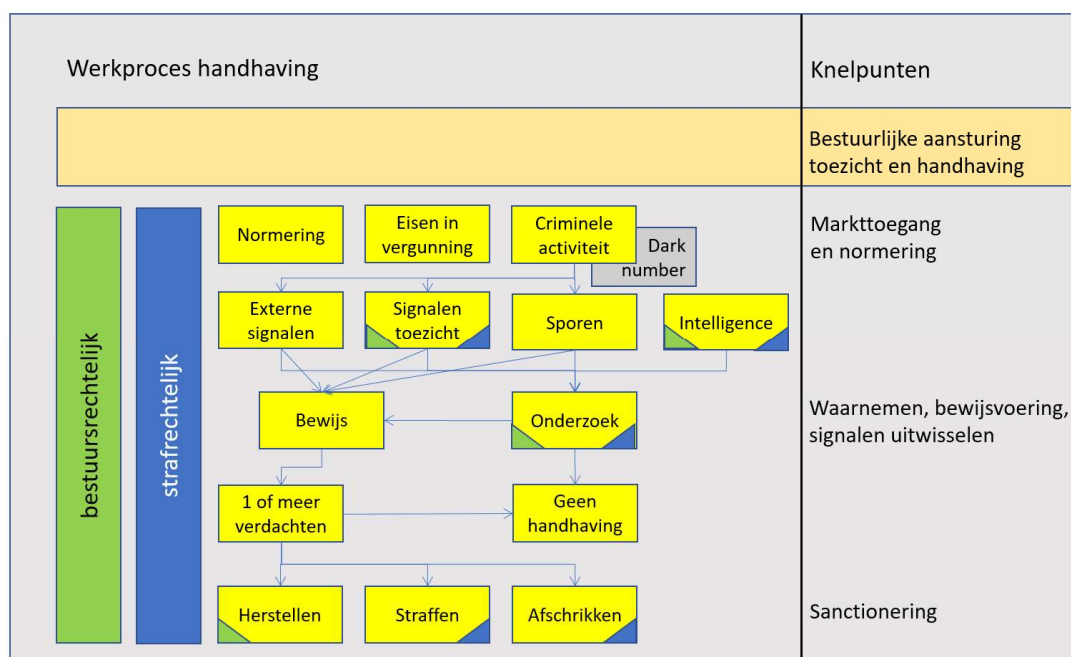 Werkproces handhaving
Knelpunten
Bestuurlijke aansturing
toezicht en handhaving
bestuursrechtelijk
strafrechtelijk
Normering
Eisen in
vergunning
Criminele
activiteit
Dark
number
Markttoegang
en normering
Externe
signalen
Signalen
toezicht
Sporen
Intelligence
Bewijs
Onderzoek
Waarnemen, bewijsvoering,
signalen uitwisselen
1 of meer
verdachten
Geen
handhaving
Herstellen
Straffen
Afschrikken
Sanctionering